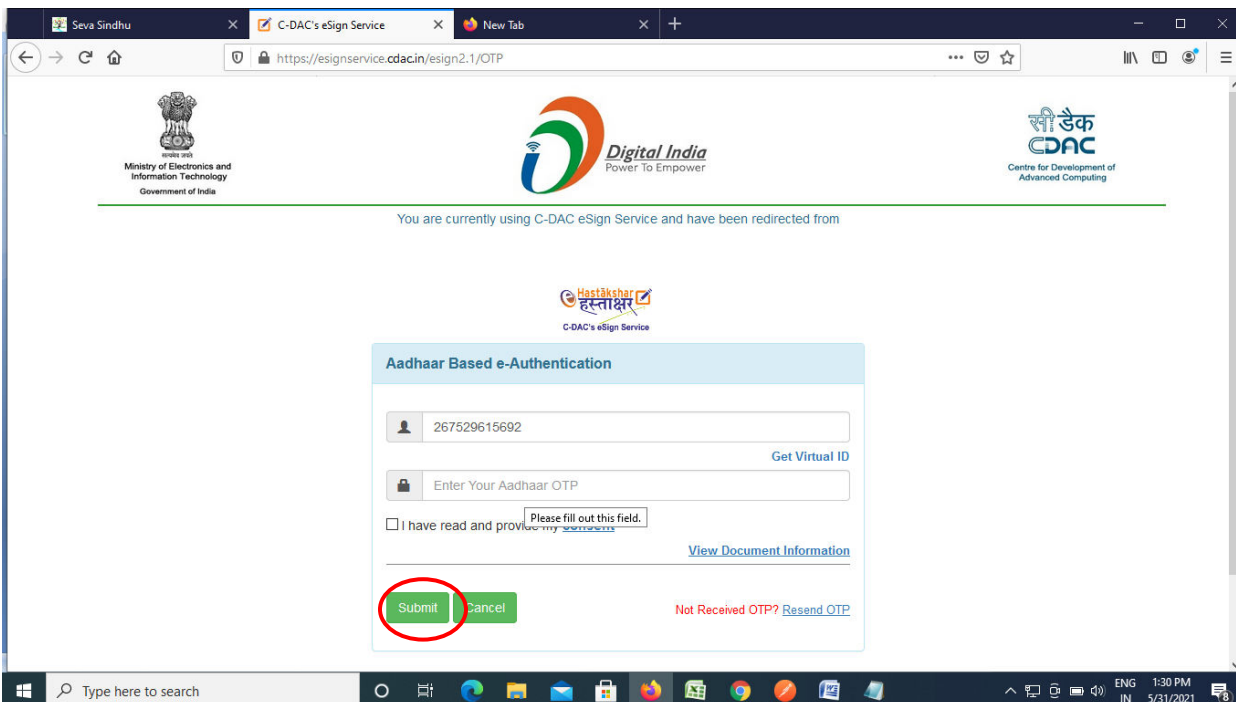 Seva Sindhu
C-DAC's eSign Service
New Tab
https://esignservice.cdac.in/esign2.1/OTP
सत्यमेव जयते
Ministry of Electronics and
Information Technology
Government of India
Digital India
Power To Empower
सी डैक
CDAC
Centre for Development of
Advanced Computing
You are currently using C-DAC eSign Service and have been redirected from
e Hastākshar
हस्ताक्षर
C-DAC's eSign Service
Aadhaar Based e-Authentication
267529615692
Get Virtual ID
Enter Your Aadhaar OTP
Please fill out this field.
I have read and provide my consent
View Document Information
Submit
Cancel
Not Received OTP? Resend OTP
Type here to search
ENG
IN
1:30 PM
5/31/2021
8